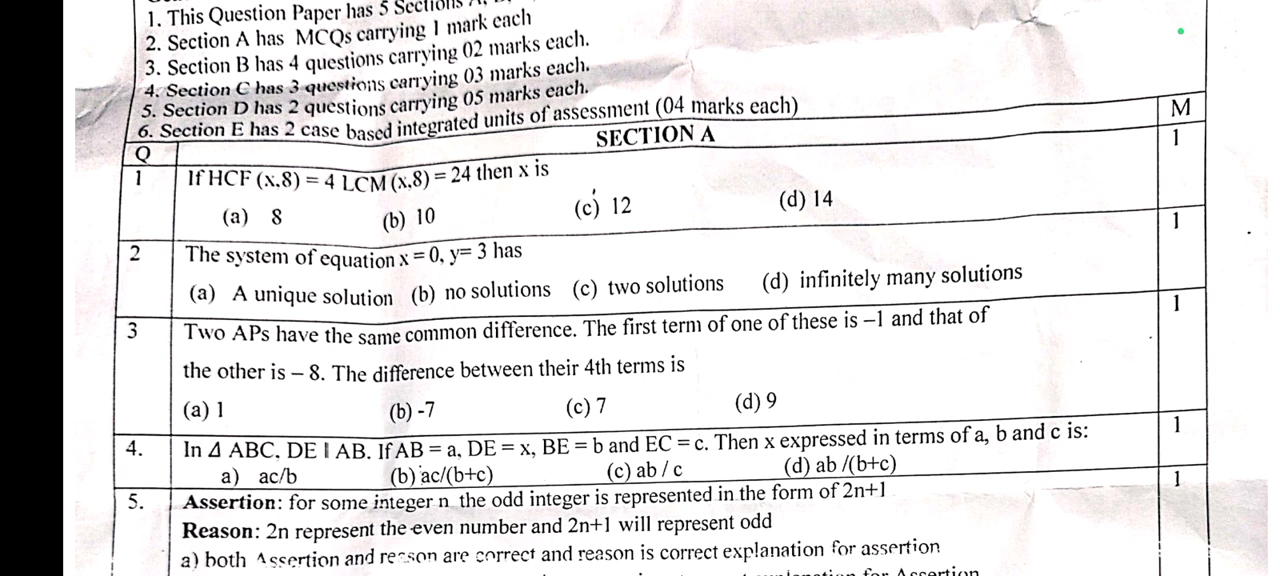 1. This Question Paper has 5 Sections A,
2. Section A has MCQs carrying 1 mark each
3. Section B has 4 questions carrying 02 marks each.
4. Section C has 3 questions carrying 03 marks each.
5. Section D has 2 questions carrying 05 marks each.
6. Section E has 2 case based integrated units of assessment (04 marks each)
Q SECTION A M
1 If HCF (x,8) = 4 LCM (x,8) = 24 then x is 1
(a) 8 (b) 10 (c) 12 (d) 14
2 The system of equation x = 0, y= 3 has 1
(a) A unique solution (b) no solutions (c) two solutions (d) infinitely many solutions
3 Two APs have the same common difference. The first term of one of these is –1 and that of 1
the other is – 8. The difference between their 4th terms is
(a) 1 (b) -7 (c) 7 (d) 9
4. In Δ ABC, DE ∥ AB. If AB = a, DE = x, BE = b and EC = c. Then x expressed in terms of a, b and c is: 1
a) ac/b (b) ac/(b+c) (c) ab / c (d) ab /(b+c)
5. Assertion: for some integer n the odd integer is represented in the form of 2n+1 1
Reason: 2n represent the even number and 2n+1 will represent odd
a) both Assertion and reason are correct and reason is correct explanation for assertion
for Assertion